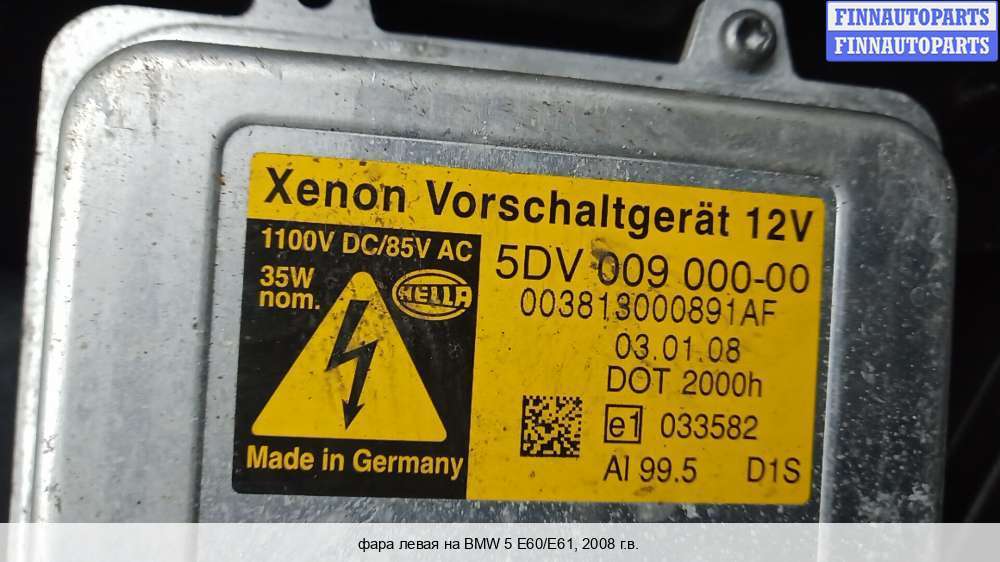 FINNAUTOPARTS
FINNAUTOPARTS
Xenon Vorschaltgerät 12V
1100V DC/85V AC
35W
nom.
HELLA
Made in Germany
5DV 009 000-00
003813000891AF
03.01.08
DOT 2000h
e1 033582
Al 99.5 D1S
фара левая на BMW 5 E60/E61, 2008 г.в.